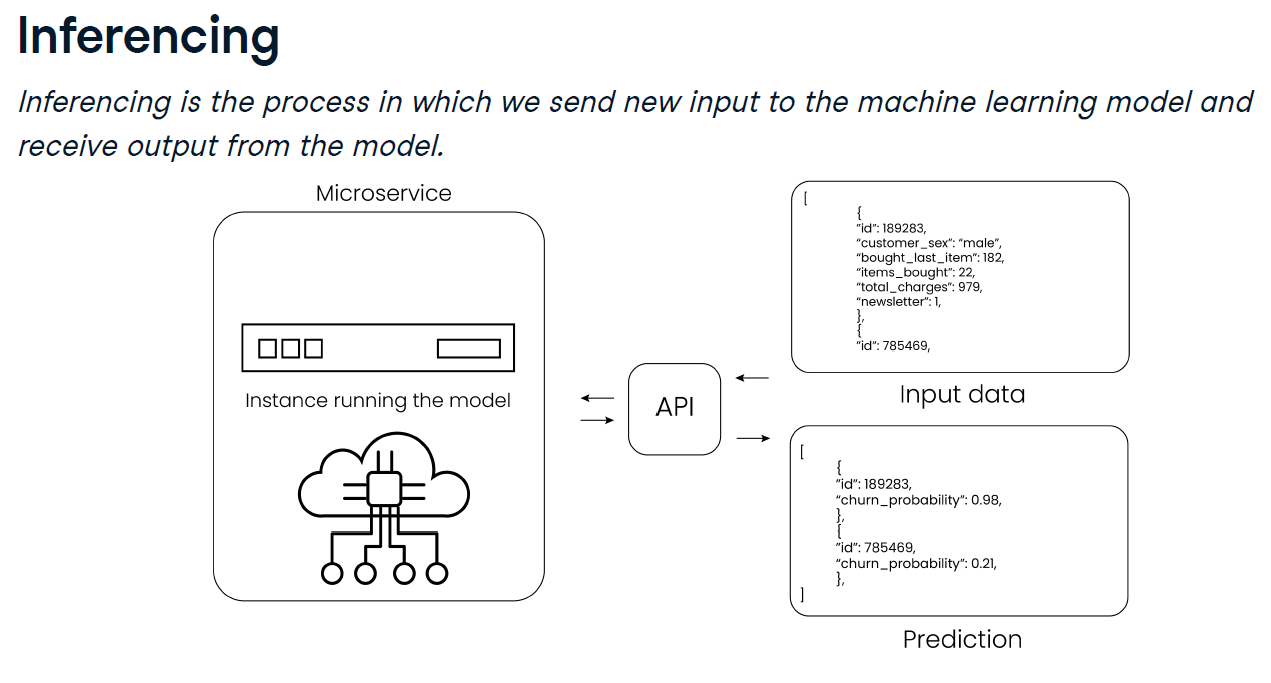 Inferencing
Inferencing is the process in which we send new input to the machine learning model and
receive output from the model.
Microservice
Instance running the model
API
[
{
“id”: 189283,
“customer_sex”: “male”,
“bought_last_item”: 182,
“items_bought”: 22,
“total_charges”: 979,
“newsletter”: 1,
},
{
“id”: 785469,
Input data
[
{
“id”: 189283,
“churn_probability”: 0.98,
},
{
“id”: 785469,
“churn_probability”: 0.21,
},
]
Prediction